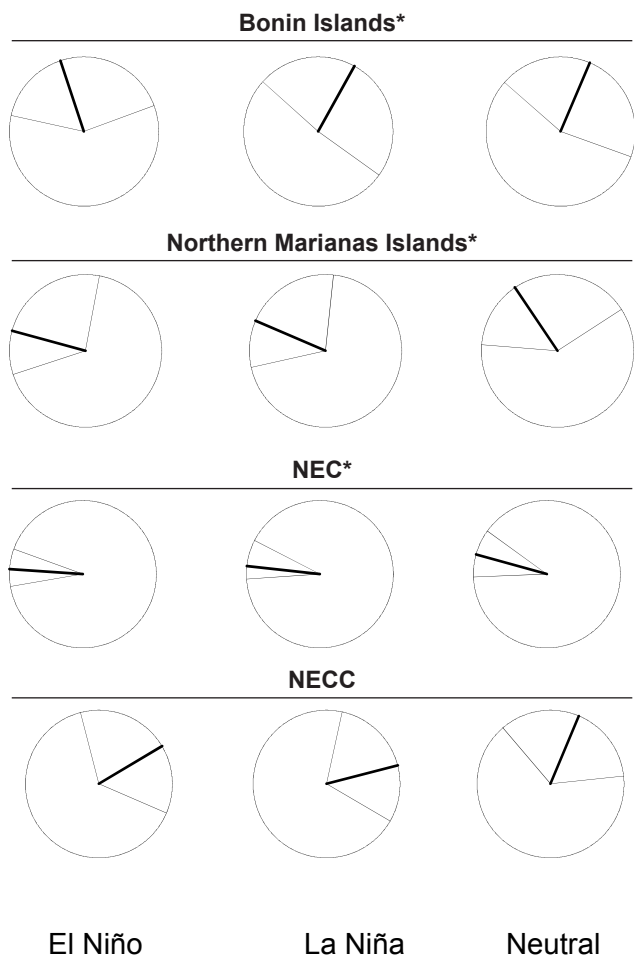 Bonin Islands*
Northern Marianas Islands*
NEC*
NECC
El Niño La Niña Neutral